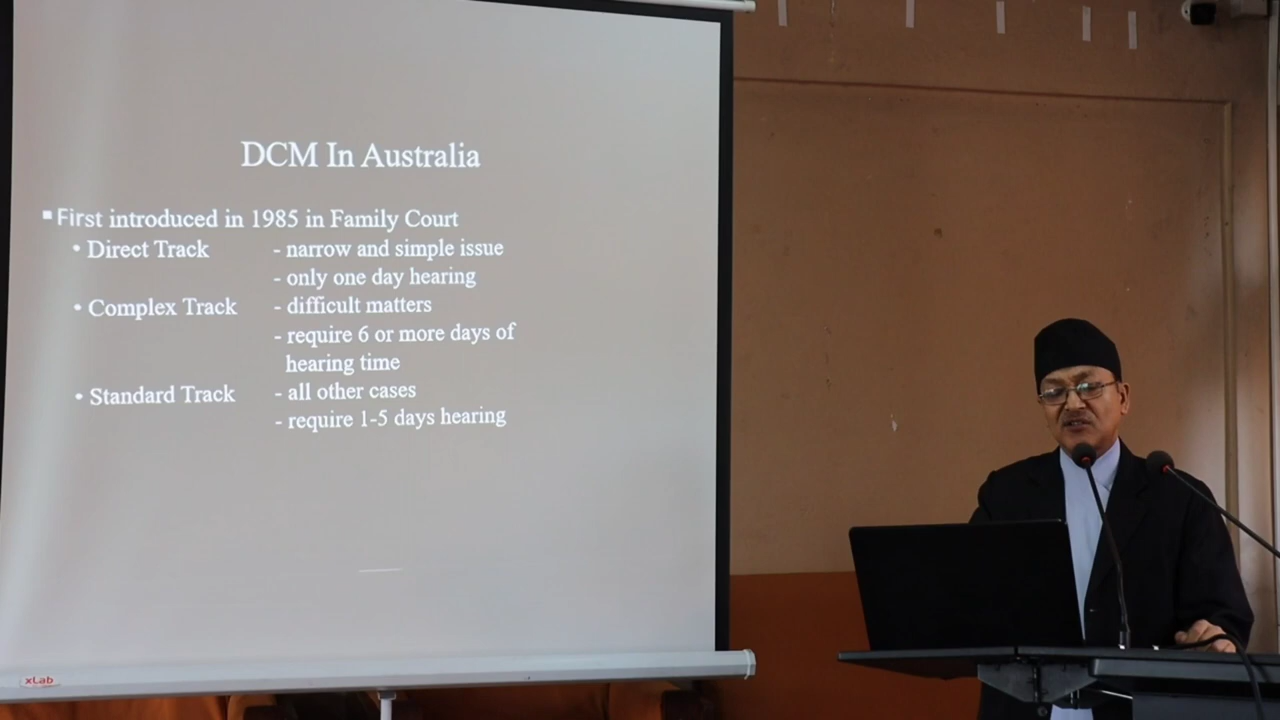 DCM In Australia
▪ First introduced in 1985 in Family Court
• Direct Track - narrow and simple issue
- only one day hearing
• Complex Track - difficult matters
- require 6 or more days of
hearing time
• Standard Track - all other cases
- require 1-5 days hearing
xLab